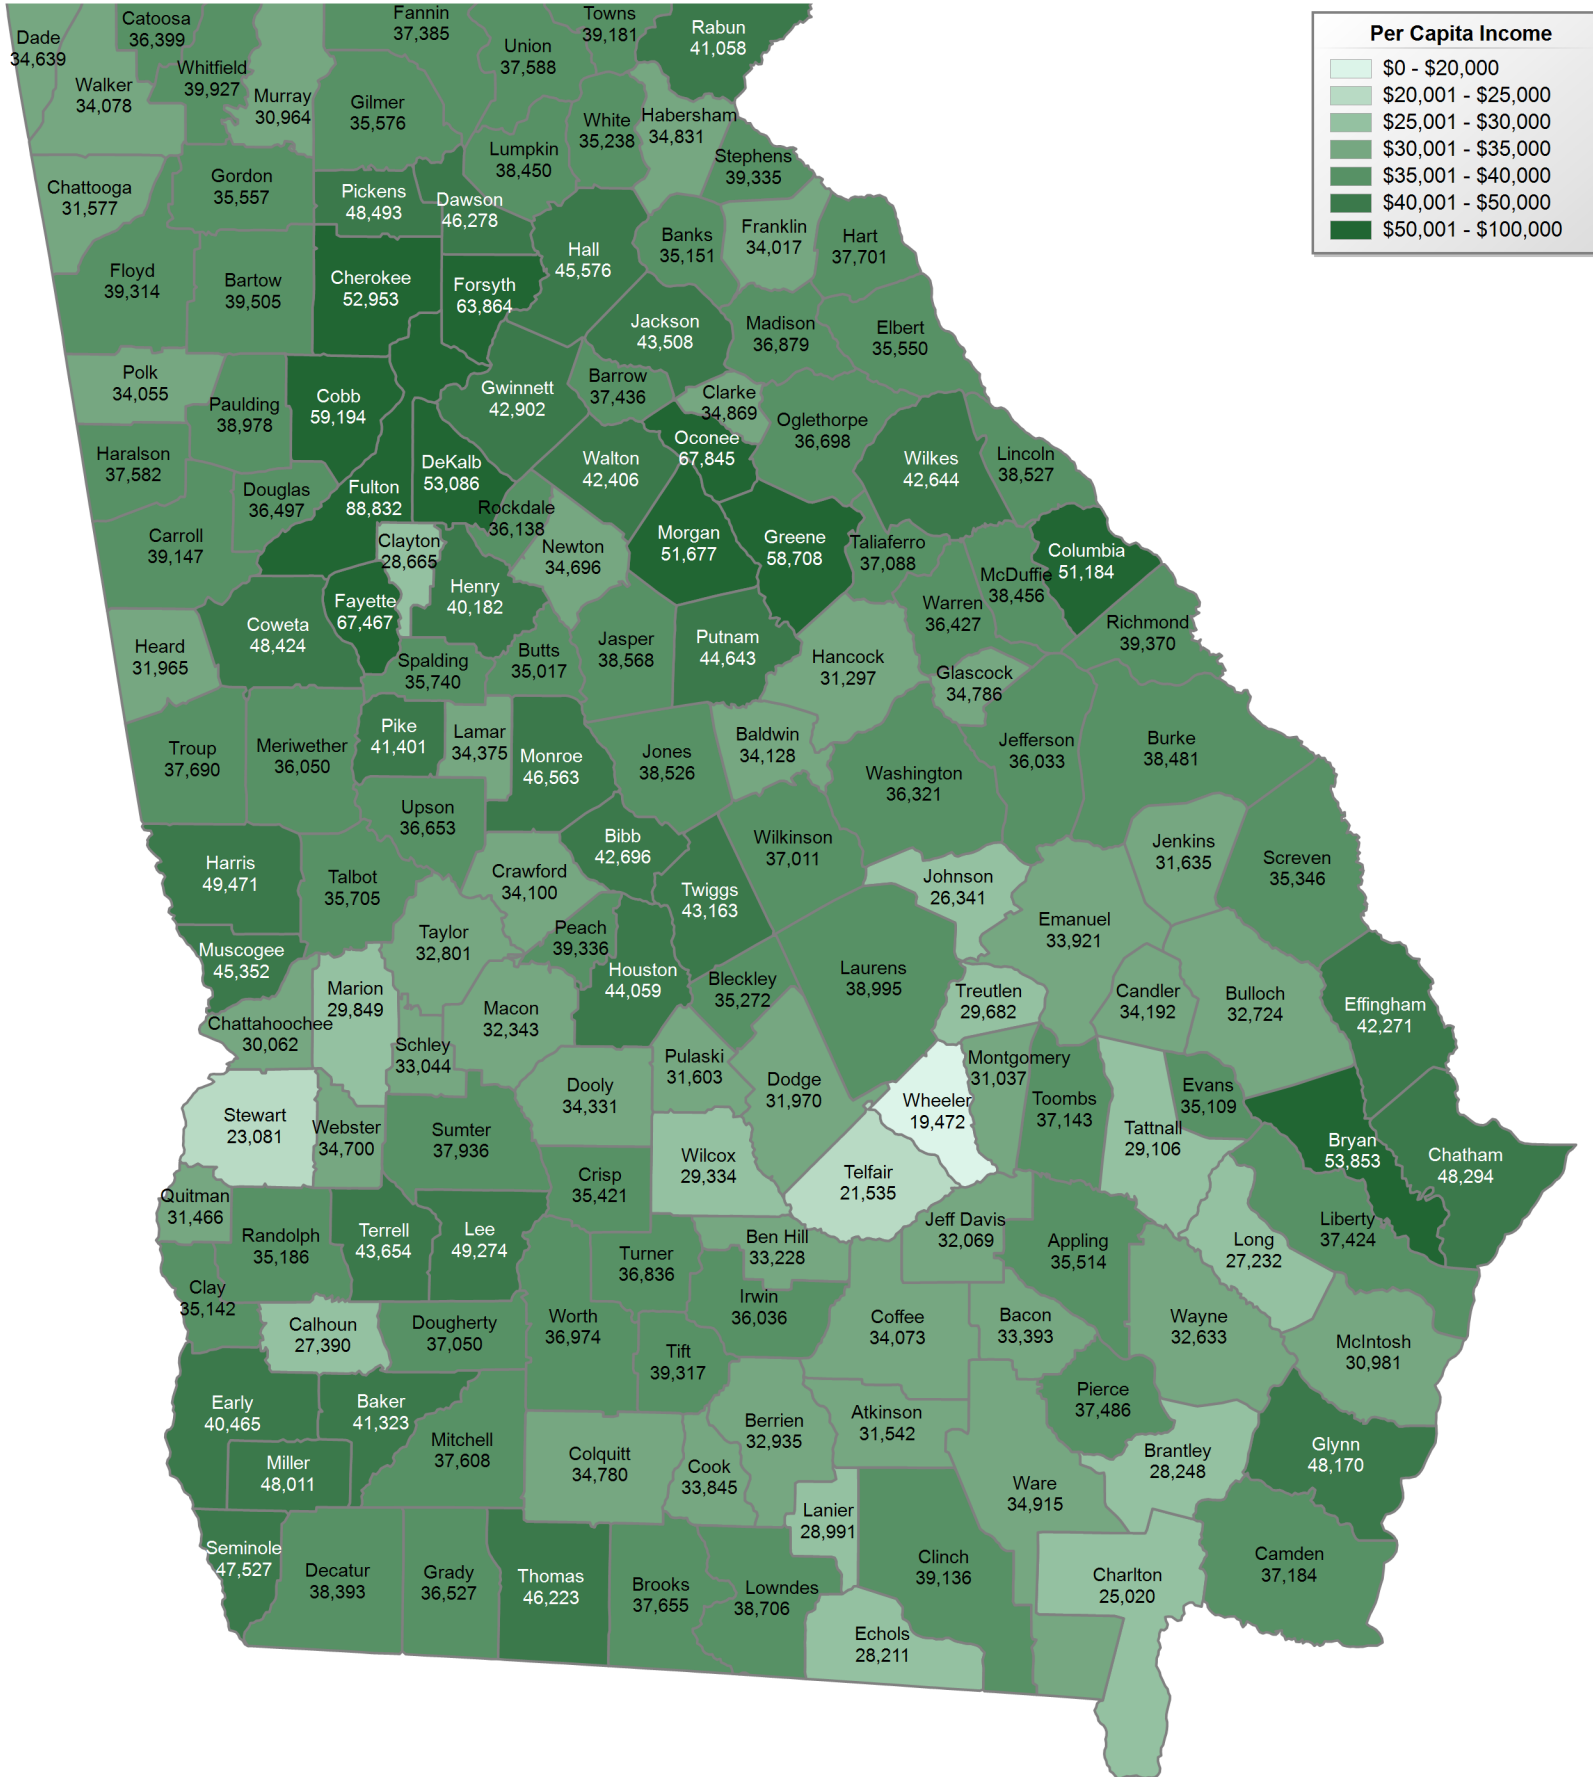 Per Capita Income
$0 - $20,000
$20,001 - $25,000
$25,001 - $30,000
$30,001 - $35,000
$35,001 - $40,000
$40,001 - $50,000
$50,001 - $100,000
Dade
34,639
Catoosa
36,399
Walker
34,078
Whitfield
39,927
Murray
30,964
Fannin
37,385
Gilmer
35,576
Union
37,588
Towns
39,181
Rabun
41,058
White
35,238
Habersham
34,831
Lumpkin
38,450
Stephens
39,335
Chattooga
31,577
Gordon
35,557
Pickens
48,493
Dawson
46,278
Hall
45,576
Banks
35,151
Franklin
34,017
Hart
37,701
Floyd
39,314
Bartow
39,505
Cherokee
52,953
Forsyth
63,864
Jackson
43,508
Madison
36,879
Elbert
35,550
Polk
34,055
Paulding
38,978
Cobb
59,194
Gwinnett
42,902
Barrow
37,436
Clarke
34,869
Oglethorpe
36,698
Haralson
37,582
Douglas
36,497
Fulton
88,832
DeKalb
53,086
Rockdale
36,138
Walton
42,406
Oconee
67,845
Wilkes
42,644
Lincoln
38,527
Carroll
39,147
Clayton
28,665
Henry
40,182
Newton
34,696
Morgan
51,677
Greene
58,708
Taliaferro
37,088
McDuffie
38,456
Columbia
51,184
Heard
31,965
Coweta
48,424
Fayette
67,467
Spalding
35,740
Butts
35,017
Jasper
38,568
Putnam
44,643
Hancock
31,297
Warren
36,427
Glascock
34,786
Richmond
39,370
Troup
37,690
Meriwether
36,050
Pike
41,401
Lamar
34,375
Monroe
46,563
Jones
38,526
Baldwin
34,128
Washington
36,321
Jefferson
36,033
Burke
38,481
Upson
36,653
Harris
49,471
Talbot
35,705
Crawford
34,100
Bibb
42,696
Twiggs
43,163
Wilkinson
37,011
Johnson
26,341
Jenkins
31,635
Screven
35,346
Muscogee
45,352
Taylor
32,801
Peach
39,336
Houston
44,059
Bleckley
35,272
Laurens
38,995
Emanuel
33,921
Chattahoochee
30,062
Marion
29,849
Schley
33,044
Macon
32,343
Treutlen
29,682
Candler
34,192
Bulloch
32,724
Effingham
42,271
Stewart
23,081
Webster
34,700
Sumter
37,936
Dooly
34,331
Pulaski
31,603
Dodge
31,970
Wheeler
19,472
Montgomery
31,037
Toombs
37,143
Tattnall
29,106
Evans
35,109
Bryan
53,853
Chatham
48,294
Quitman
31,466
Randolph
35,186
Terrell
43,654
Lee
49,274
Crisp
35,421
Wilcox
29,334
Telfair
21,535
Jeff Davis
32,069
Appling
35,514
Long
27,232
Liberty
37,424
Clay
35,142
Calhoun
27,390
Dougherty
37,050
Worth
36,974
Turner
36,836
Ben Hill
33,228
Irwin
36,036
Tift
39,317
Coffee
34,073
Bacon
33,393
Wayne
32,633
McIntosh
30,981
Early
40,465
Baker
41,323
Miller
48,011
Mitchell
37,608
Colquitt
34,780
Cook
33,845
Berrien
32,935
Atkinson
31,542
Pierce
37,486
Ware
34,915
Brantley
28,248
Glynn
48,170
Seminole
47,527
Decatur
38,393
Grady
36,527
Thomas
46,223
Brooks
37,655
Lowndes
38,706
Lanier
28,991
Echols
28,211
Clinch
39,136
Charlton
25,020
Camden
37,184